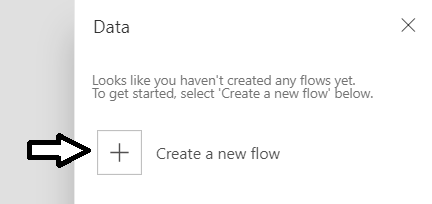 Data
Looks like you haven't created any flows yet.
To get started, select 'Create a new flow' below.
Create a new flow